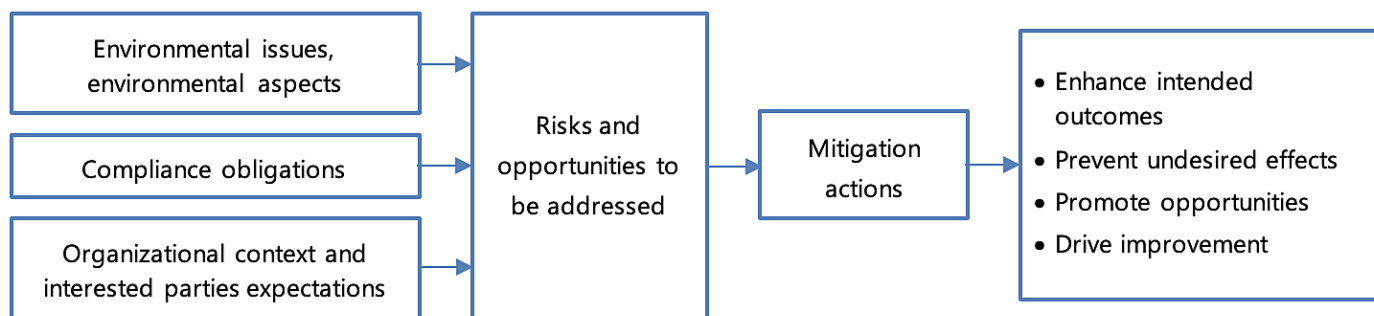 Environmental issues,
environmental aspects
Compliance obligations
Organizational context and
interested parties expectations
Risks and
opportunities to
be addressed
Mitigation
actions
• Enhance intended
outcomes
• Prevent undesired effects
• Promote opportunities
• Drive improvement